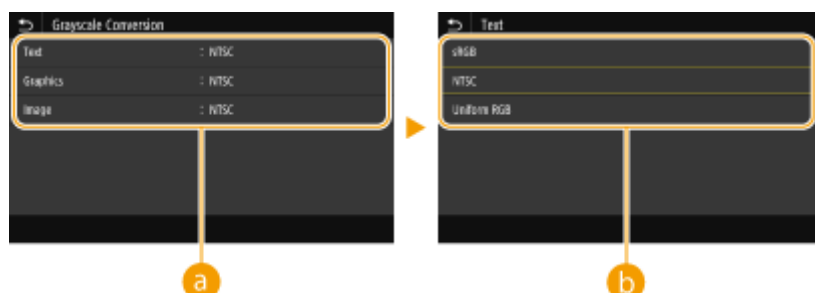 Grayscale Conversion
Text : NTSC
Graphics : NTSC
Image : NTSC
a
Text
sRGB
NTSC
Uniform RGB
b